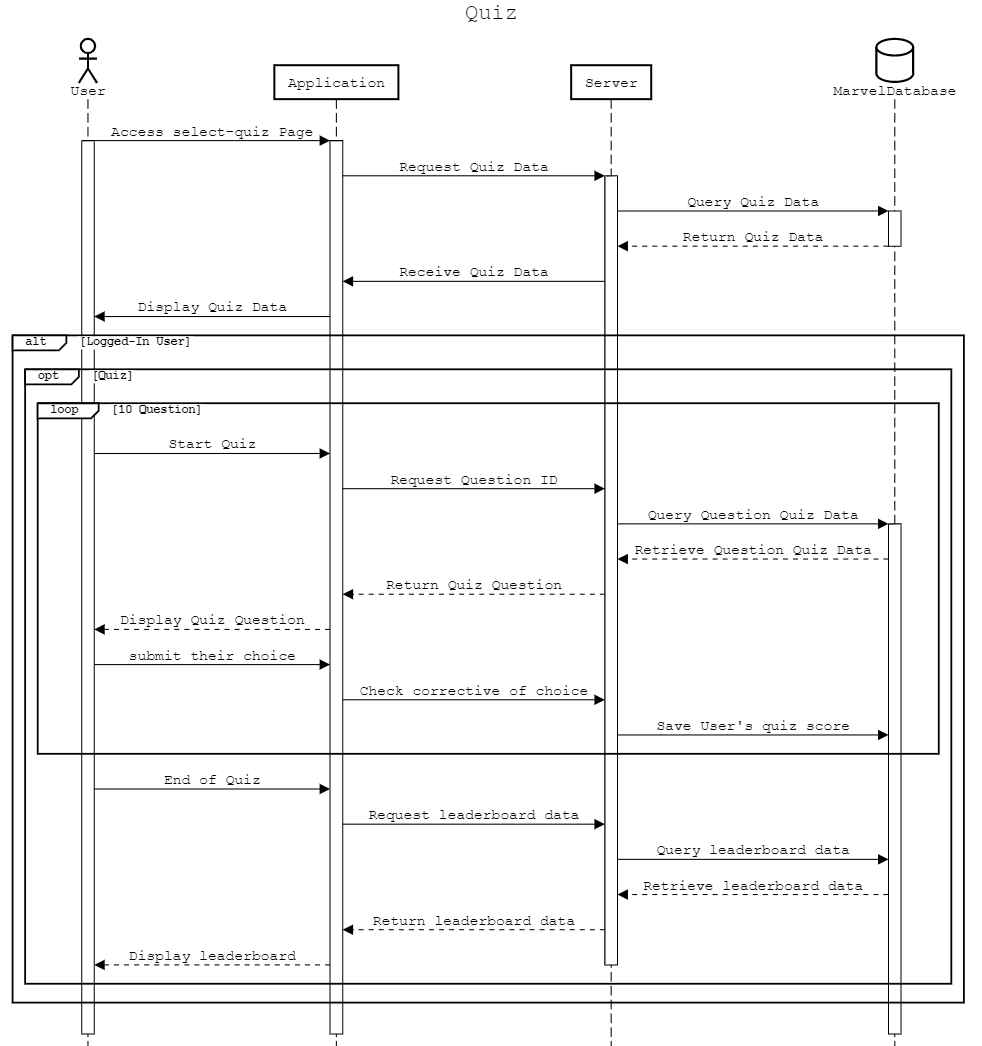 Quiz
User
Application
Server
MarvelDatabase
Access select-quiz Page
Request Quiz Data
Query Quiz Data
Return Quiz Data
Receive Quiz Data
Display Quiz Data
alt [Logged-In User]
opt [Quiz]
loop [10 Question]
Start Quiz
Request Question ID
Query Question Quiz Data
Retrieve Question Quiz Data
Return Quiz Question
Display Quiz Question
submit their choice
Check corrective of choice
Save User's quiz score
End of Quiz
Request leaderboard data
Query leaderboard data
Retrieve leaderboard data
Return leaderboard data
Display leaderboard